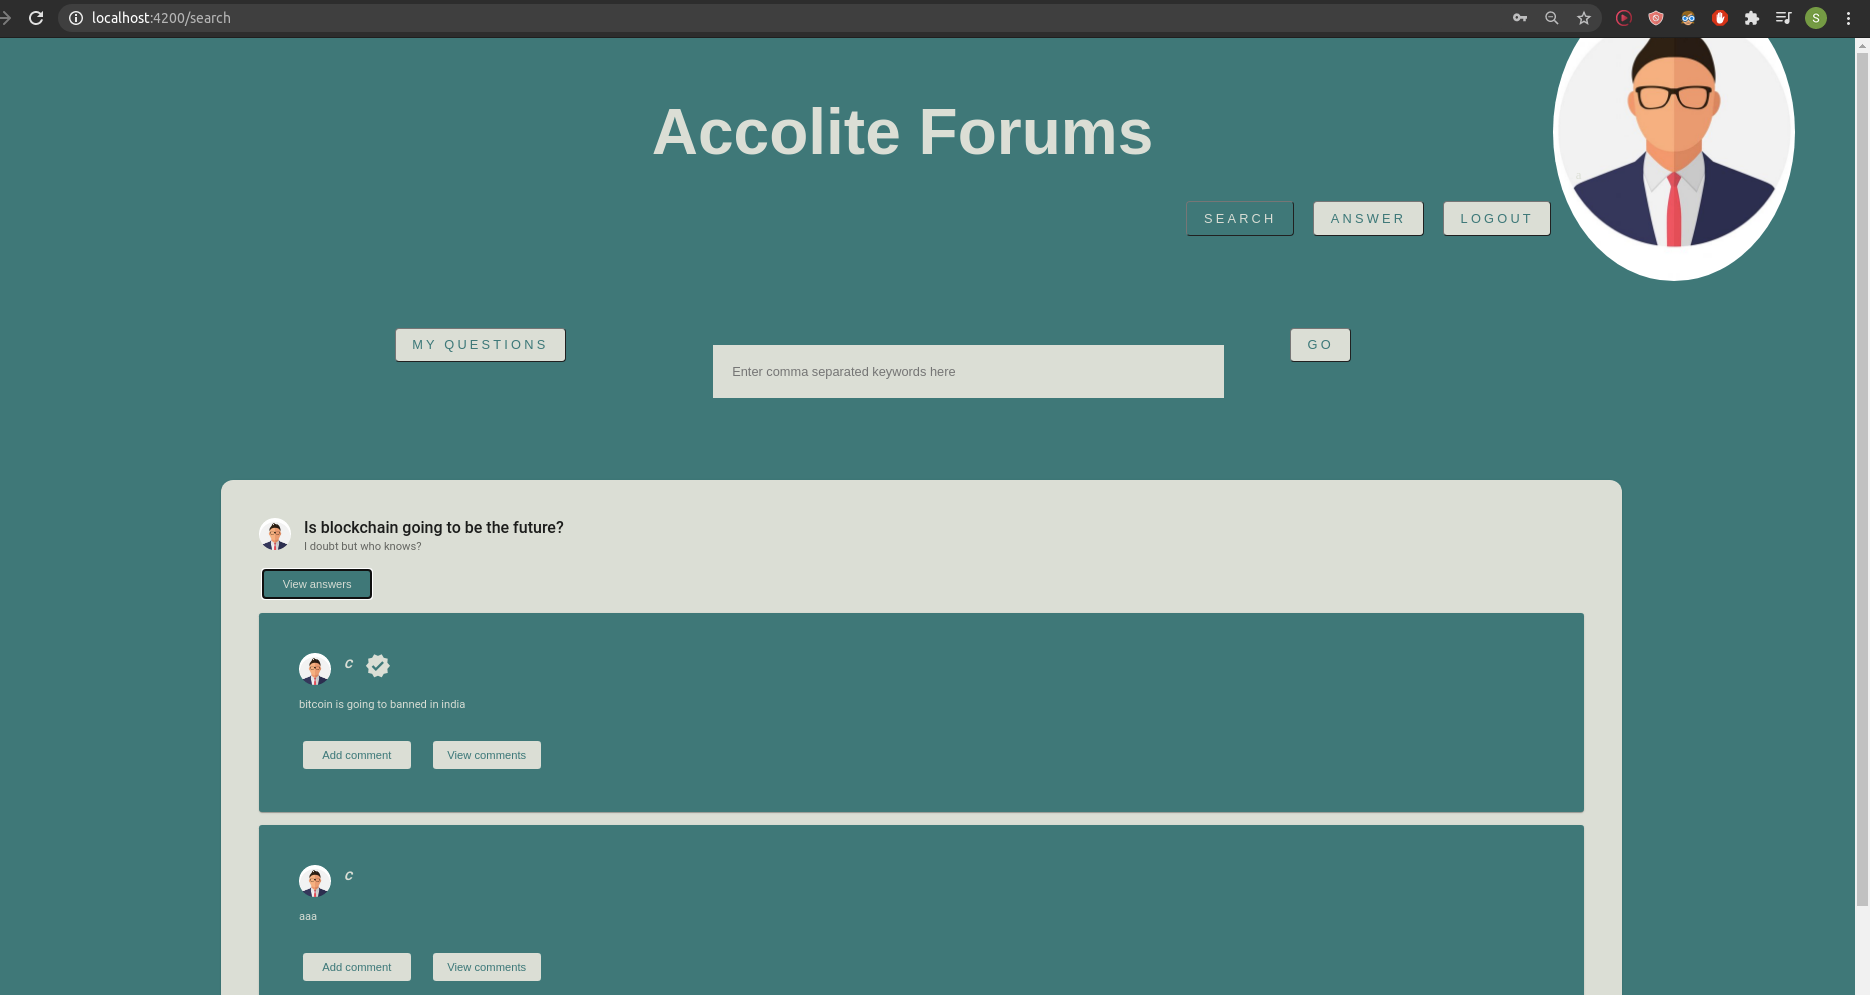 localhost:4200/search
S
Accolite Forums
SEARCH ANSWER LOGOUT
MY QUESTIONS
Enter comma separated keywords here
GO
Is blockchain going to be the future?
I doubt but who knows?
View answers
c
bitcoin is going to banned in india
Add comment View comments
c
aaa
Add comment View comments